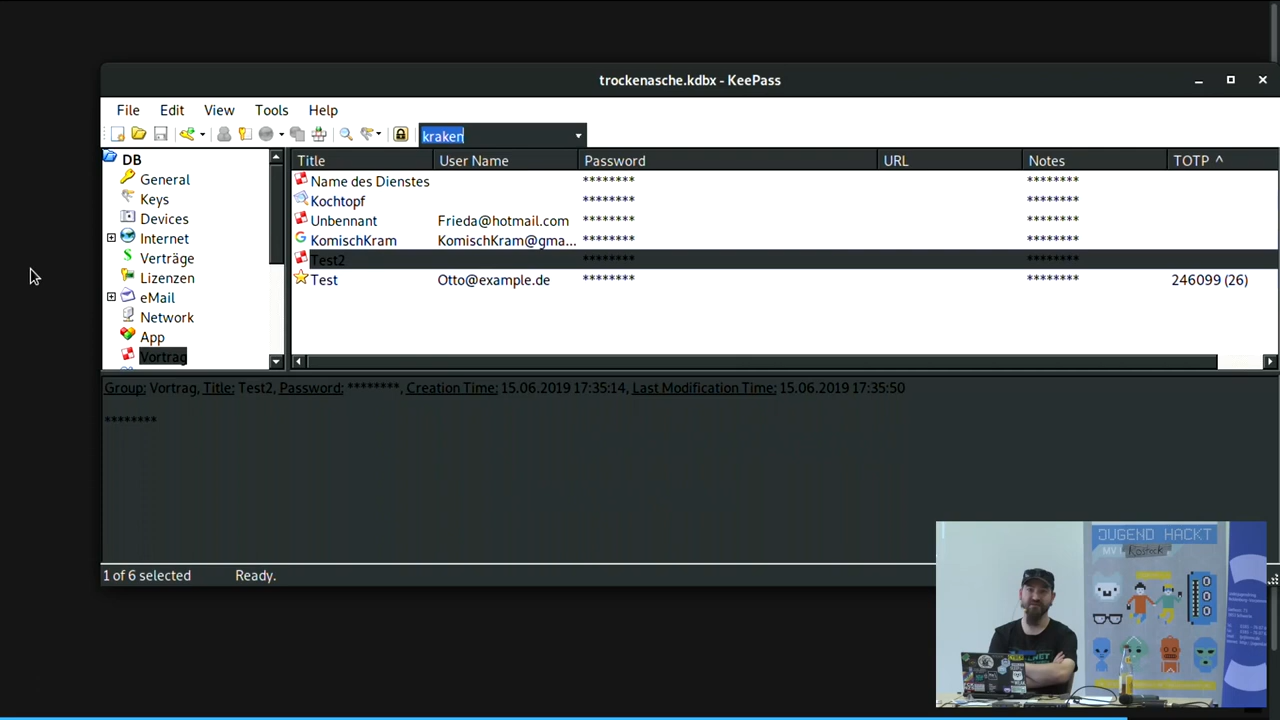 trockenasche.kdbx - KeePass
File Edit View Tools Help
kraken
DB
General
Keys
Devices
Internet
Verträge
Lizenzen
eMail
Network
App
Vortrag
Title User Name Password URL Notes TOTP ^
Name des Dienstes ******** ********
Kochtopf ******** ********
Unbennant Frieda@hotmail.com ******** ********
KomischKram KomischKram@gma... ******** ********
Test2 ******** ********
Test Otto@example.de ******** ******** 246099 (26)
Group: Vortrag, Title: Test2, Password: ********, Creation Time: 15.06.2019 17:35:14, Last Modification Time: 15.06.2019 17:35:50
********
1 of 6 selected Ready.
JUGEND HACKT
MV Rostock